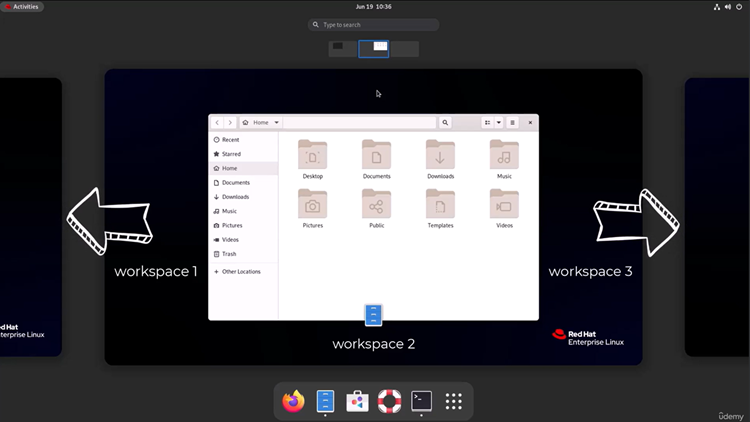 Activities
Jun 19 10:36
Type to search
Home
Recent
Starred
Home
Documents
Downloads
Music
Pictures
Videos
Trash
Other Locations
Desktop
Documents
Downloads
Music
Pictures
Public
Templates
Videos
workspace 1
workspace 3
workspace 2
Red Hat
terprise Linux
Red Hat
Enterprise Linux
udemy